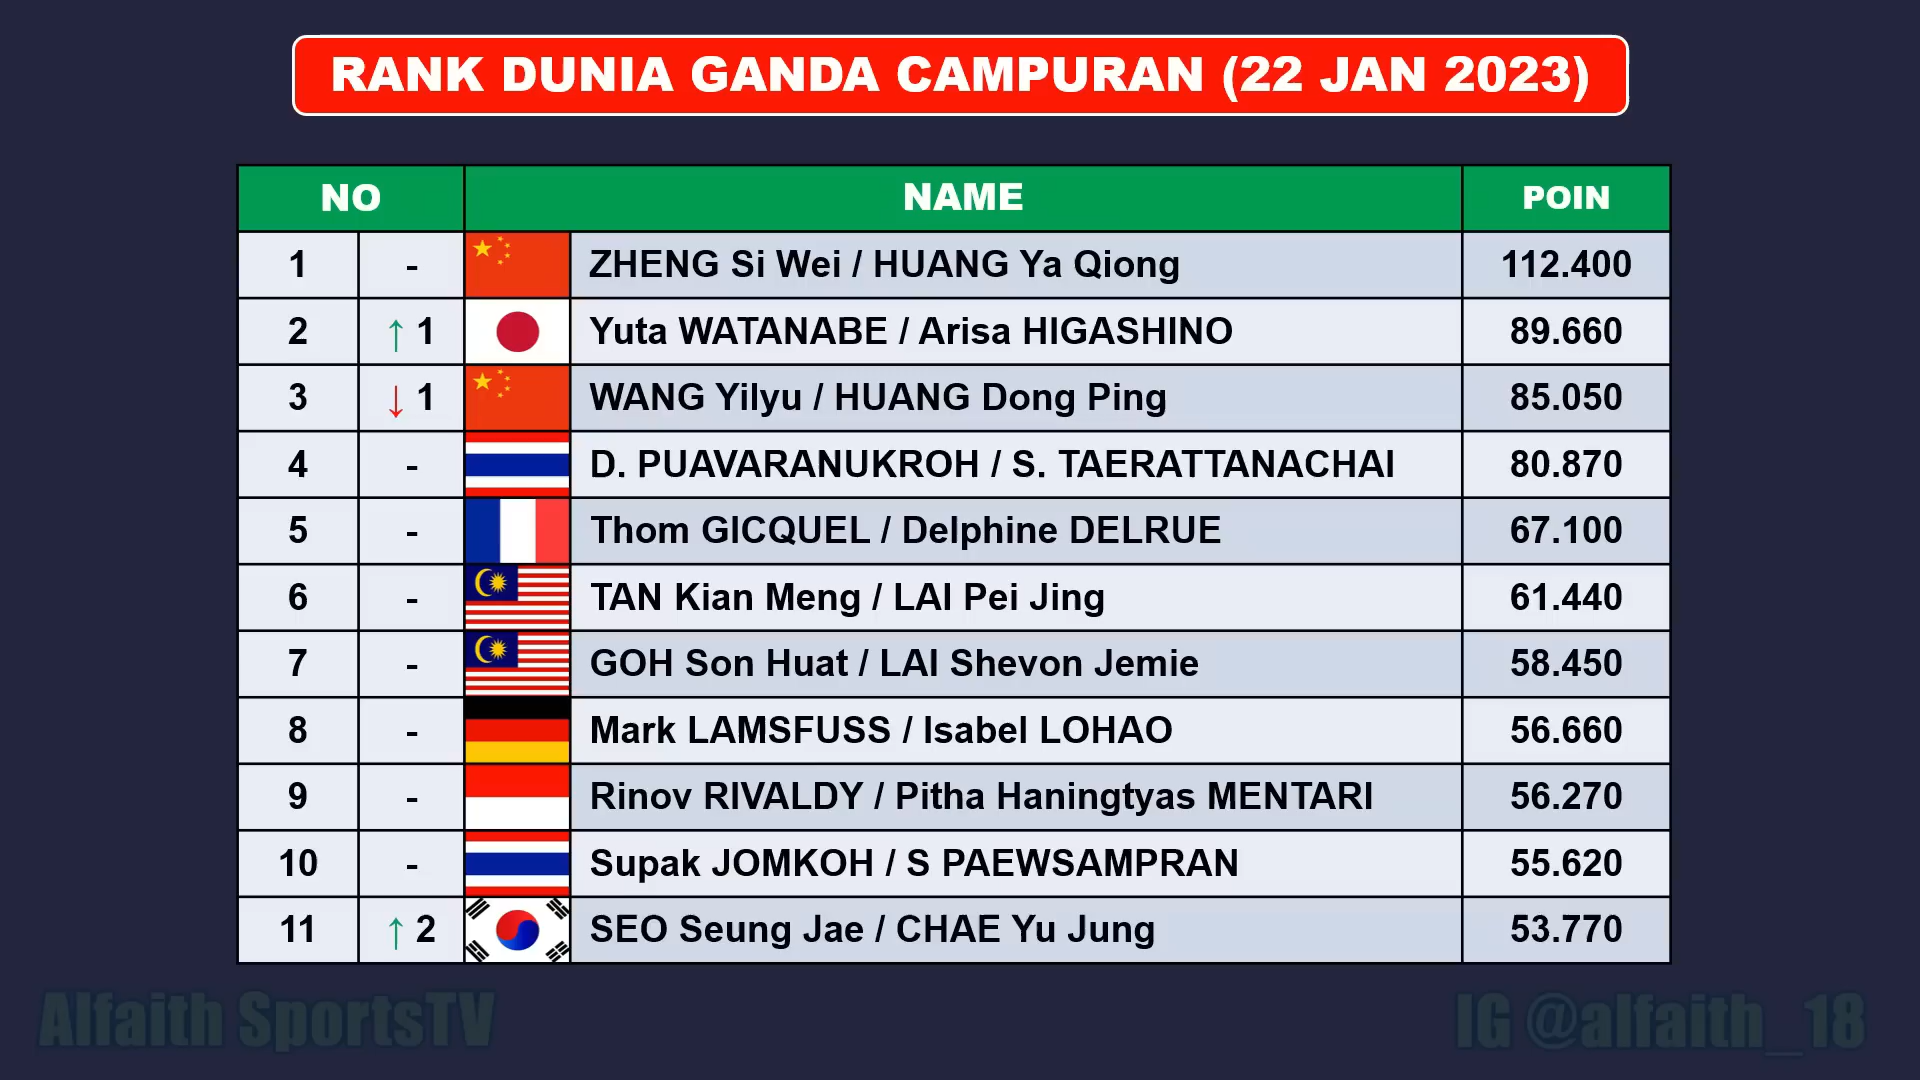 RANK DUNIA GANDA CAMPURAN (22 JAN 2023)
NO NAME POIN
1 - ZHENG Si Wei / HUANG Ya Qiong 112.400
2 ↑ 1 Yuta WATANABE / Arisa HIGASHINO 89.660
3 ↓ 1 WANG Yilyu / HUANG Dong Ping 85.050
4 - D. PUAVARANUKROH / S. TAERATTANACHAI 80.870
5 - Thom GICQUEL / Delphine DELRUE 67.100
6 - TAN Kian Meng / LAI Pei Jing 61.440
7 - GOH Son Huat / LAI Shevon Jemie 58.450
8 - Mark LAMSFUSS / Isabel LOHAO 56.660
9 - Rinov RIVALDY / Pitha Haningtyas MENTARI 56.270
10 - Supak JOMKOH / S PAEWSAMPRAN 55.620
11 ↑ 2 SEO Seung Jae / CHAE Yu Jung 53.770
Alfaith SportsTV IG @alfaith_18